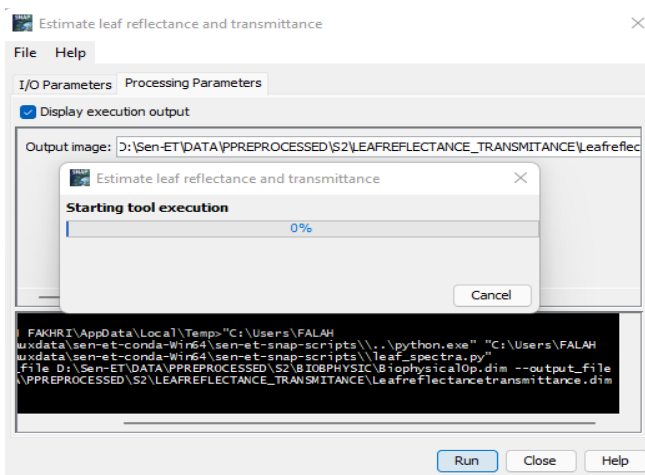 Estimate leaf reflectance and transmittance
File Help
I/O Parameters Processing Parameters
Display execution output
Output image: D:\Sen-ET\DATA\PPREPROCESSED\S2\LEAFREFLECTANCE_TRANSMITANCE\Leafreflec
Estimate leaf reflectance and transmittance
Starting tool execution
0%
Cancel
FAKHRI\AppData\Local\Temp>"C:\Users\FALAH
uxdata\sen-et-conda-Win64\sen-et-snap-scripts\\..\python.exe" "C:\Users\FALAH
uxdata\sen-et-conda-Win64\sen-et-snap-scripts\\leaf_spectra.py"
_file D:\Sen-ET\DATA\PPREPROCESSED\S2\BIOBPHYSIC\BiophysicalOp.dim --output_file
\PPREPROCESSED\S2\LEAFREFLECTANCE_TRANSMITANCE\Leafreflectancetransmittance.dim
Run Close Help